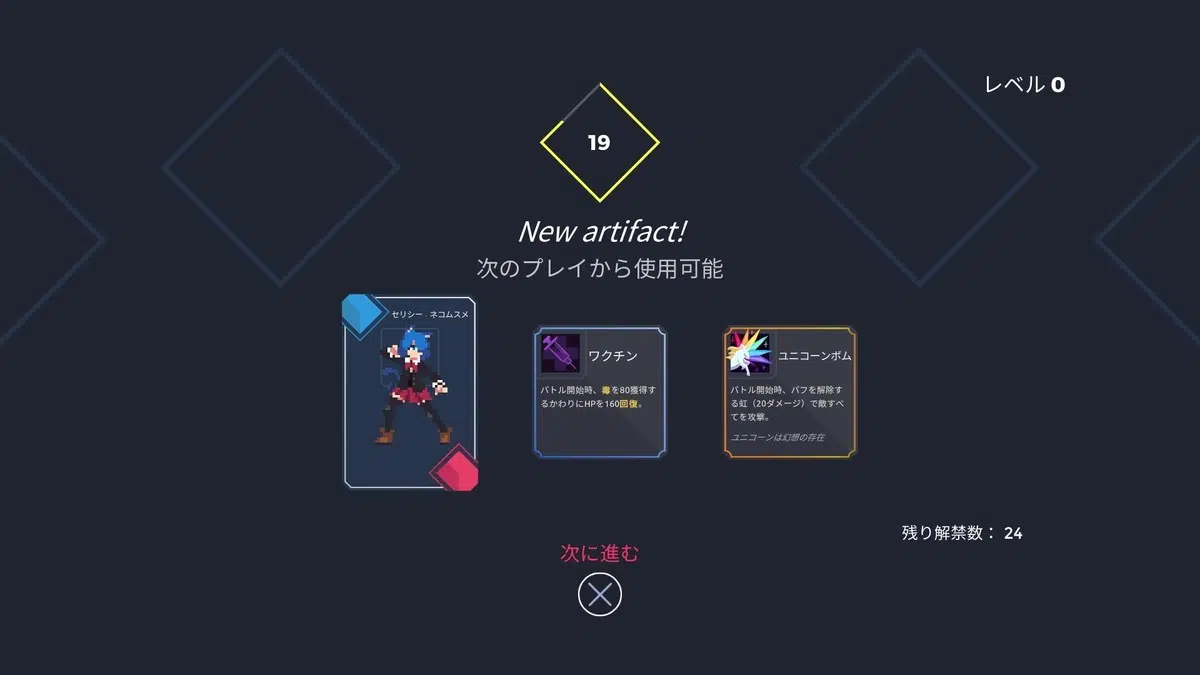 レベル 0
19
New artifact!
次のプレイから使用可能
セリシー · ネコムスメ
ワクチン
バトル開始時、毒を80獲得す
るかわりにHPを160回復。
ユニコーンボム
バトル開始時、バフを解除す
る虹（20ダメージ）で敵すべ
てを攻撃。
ユニコーンは幻想の存在
残り解禁数： 24
次に進む